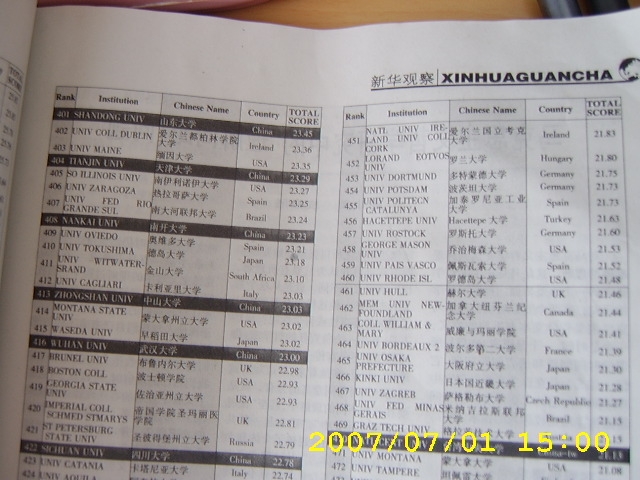 新华观察 XINHUAGUANCHA
Rank Institution Chinese Name Country TOTAL SCORE
401 SHANDONG UNIV 山东大学 China 23.45
402 UNIV COLL DUBLIN 爱尔兰都柏林学院大学 Ireland 23.36
403 UNIV MAINE 缅因大学 USA 23.35
404 TIANJIN UNIV 天津大学 China 23.29
405 SO ILLINOIS UNIV 南伊利诺伊大学 USA 23.27
406 UNIV ZARAGOZA 热拉哥萨大学 Spain 23.25
407 UNIV FED RIO GRANDE SUL 南大河联邦大学 Brazil 23.24
408 NANKAI UNIV 南开大学 China 23.23
409 UNIV OVIEDO 奥维多大学 Spain 23.21
410 UNIV TOKUSHIMA 德岛大学 Japan 23.18
411 UNIV WITWATER-SRAND 金山大学 South Africa 23.10
412 UNIV CAGLIARI 卡利亚里大学 Italy 23.03
413 ZHONGSHAN UNIV 中山大学 China 23.03
414 MONTANA STATE UNIV 蒙大拿州立大学 USA 23.02
415 WASEDA UNIV 早稻田大学 Japan 23.02
416 WUHAN UNIV 武汉大学 China 23.00
417 BRUNEL UNIV 布鲁内尔大学 UK 22.98
418 BOSTON COLL 波士顿学院 USA 22.93
419 GEORGIA STATE UNIV 佐治亚州立大学 USA 22.93
420 IMPERIAL COLL SCHMED STMARYS 帝国学院圣玛丽医学院 UK 22.81
421 ST PETERSBURG STATE UNIV 圣彼得堡州立大学 Russia 22.79
422 SICHUAN UNIV 四川大学 China 22.78
423 UNIV CATANIA 卡塔尼亚大学 Italy 22.74
Rank Institution Chinese Name Country TOTAL SCORE
451 NATL UNIV IRE-LAND UNIV COLL CORK 爱尔兰国立考克大学 Ireland 21.83
452 LORAND EOTVOS UNIV 罗兰大学 Hungary 21.80
453 UNIV DORTMUND 多特蒙德大学 Germany 21.75
454 UNIV POTSDAM 波茨坦大学 Germany 21.73
455 UNIV POLITECN CATALUNYA 加泰罗尼亚工业大学 Spain 21.73
456 HACETTEPE UNIV Hacettepe 大学 Turkey 21.63
457 UNIV ROSTOCK 罗斯托大学 Germany 21.60
458 GEORGE MASON UNIV 乔治梅森大学 USA 21.53
459 UNIV PAIS VASCO 佩斯瓦索大学 Spain 21.52
460 UNIV RHODE ISL 罗德岛大学 USA 21.48
461 UNIV HULL 赫尔大学 UK 21.46
462 MEM UNIV NEW-FOUNDLAND 加拿大纽芬兰纪念大学 Canada 21.44
463 COLL WILLIAM & MARY 威廉与玛丽学院 USA 21.41
464 UNIV BORDEAUX 2 波尔多第二大学 France 21.39
465 UNIV OSAKA PREFECTURE 大阪府立大学 Japan 21.30
466 KINKI UNIV 日本国近畿大学 Japan 21.28
467 UNIV ZAGREB 萨格勒布大学 Czech Republic 21.27
468 UNIV FED MINAS GERAIS 米纳吉拉斯联邦大学 Brazil 21.15
469 GRAZ TECH UNIV
UNIV MONTANA 蒙大拿大学 USA 21.13
472 UNIV TAMPERE 坦佩雷大学 21.08
2007/07/01 15:00